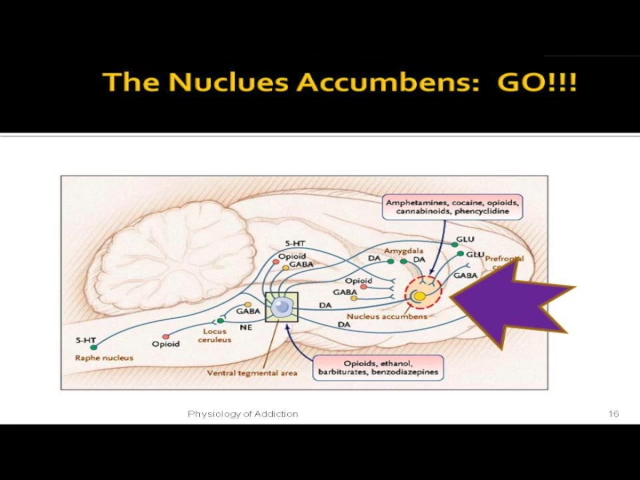 The Nuclues Accumbens:  GO!!!
Amphetamines, cocaine, opioids,
cannabinoids, phencyclidine
5-HT
Opioid
GABA
Amygdala
DA
DA
GLU
GLU
GABA
Opioid
GABA
DA
Nucleus accumbens
DA
GABA
NE
Locus
ceruleus
5-HT
Raphe nucleus
Opioid
Ventral tegmental area
Opioids, ethanol,
barbiturates, benzodiazepines
Physiology of Addiction
16